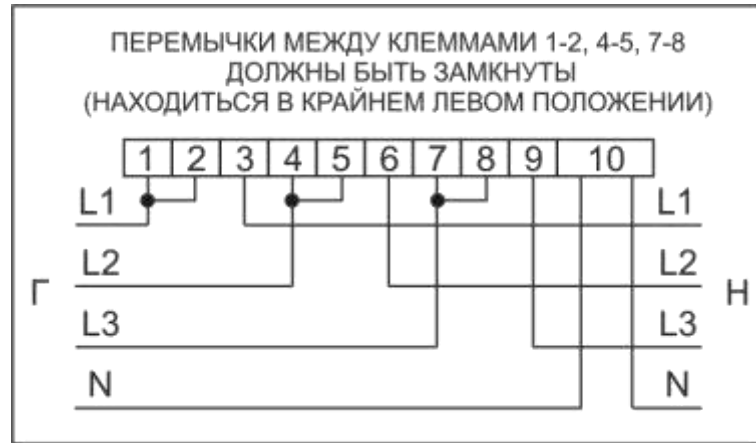 ПЕРЕМЫЧКИ МЕЖДУ КЛЕММАМИ 1-2, 4-5, 7-8
ДОЛЖНЫ БЫТЬ ЗАМКНУТЫ
(НАХОДИТЬСЯ В КРАЙНЕМ ЛЕВОМ ПОЛОЖЕНИИ)
1 2 3 4 5 6 7 8 9 10
L1 L1
L2 L2
Г Н
L3 L3
N N